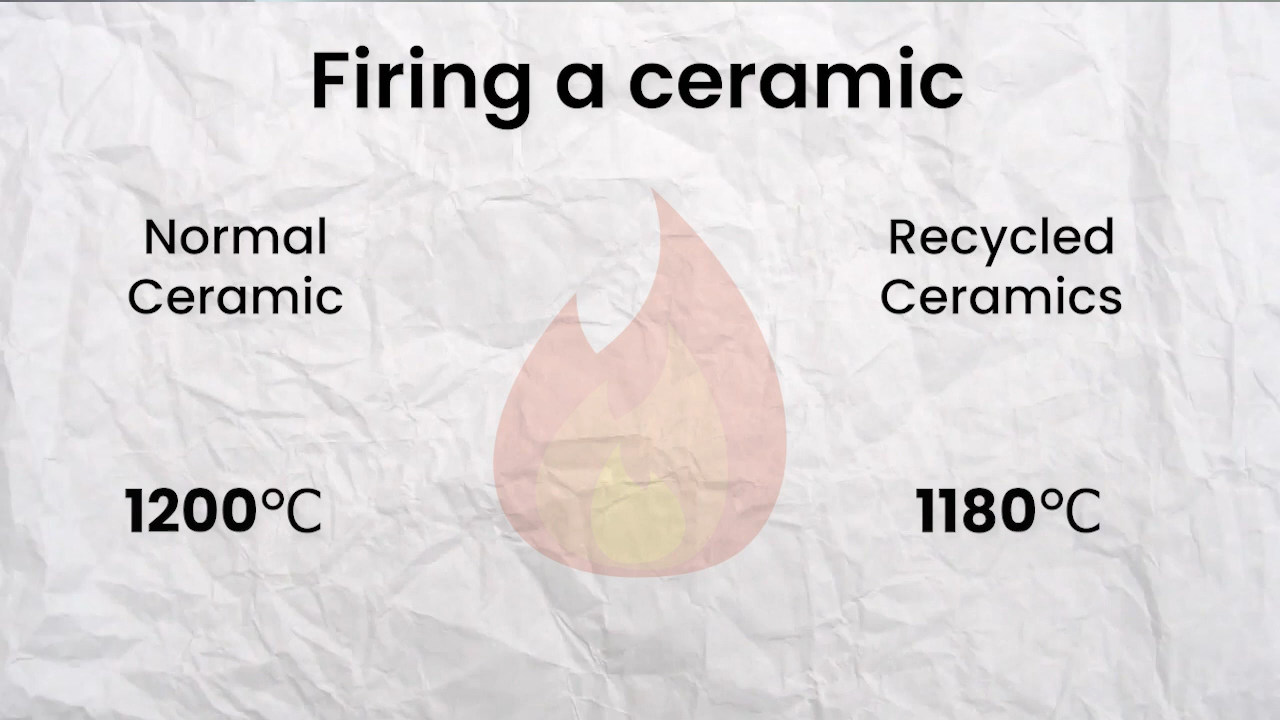 Firing a ceramic
Normal
Ceramic
Recycled
Ceramics
1200°C
1180°C